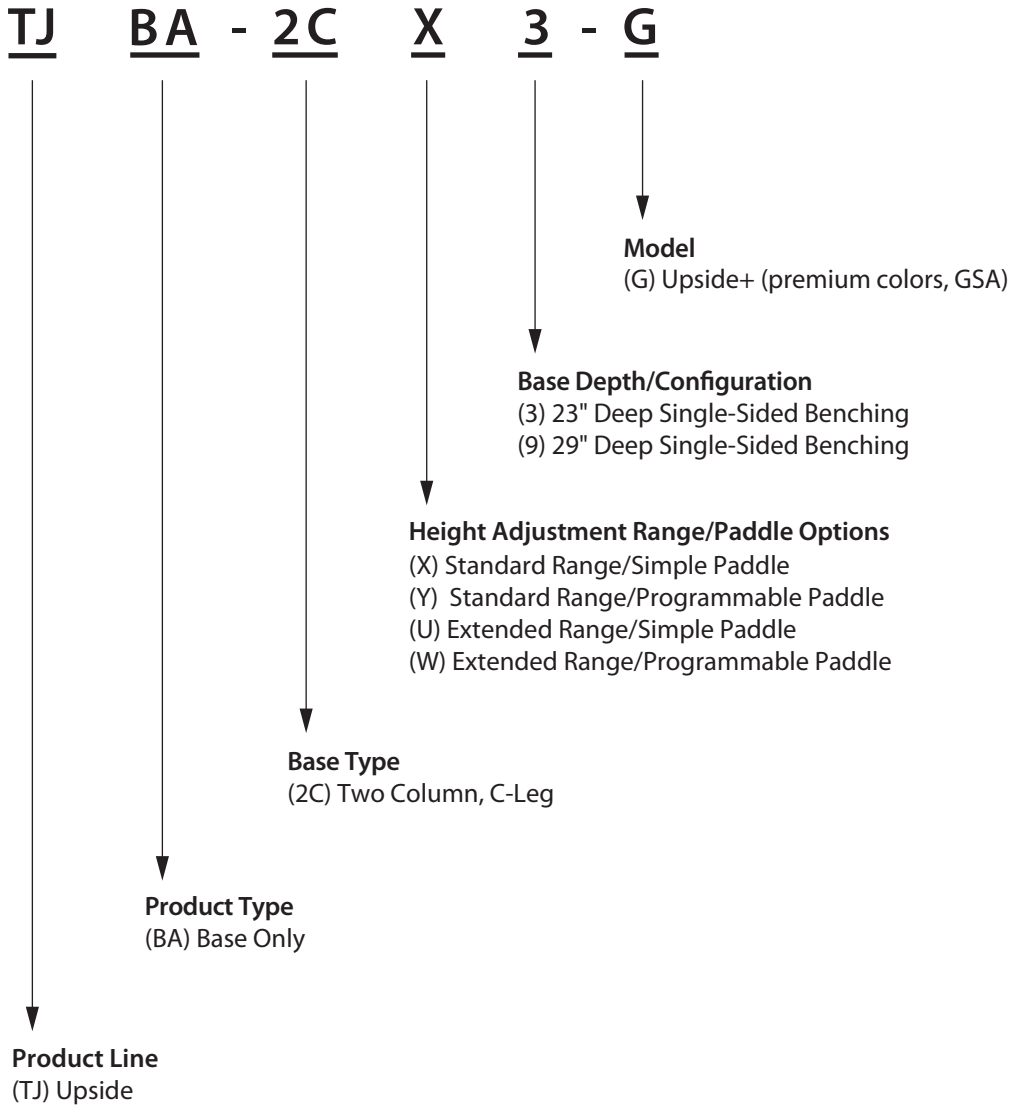 TJ BA - 2C X 3 - G
Model
(G) Upside+ (premium colors, GSA)
Base Depth/Configuration
(3) 23" Deep Single-Sided Benching
(9) 29" Deep Single-Sided Benching
Height Adjustment Range/Paddle Options
(X) Standard Range/Simple Paddle
(Y) Standard Range/Programmable Paddle
(U) Extended Range/Simple Paddle
(W) Extended Range/Programmable Paddle
Base Type
(2C) Two Column, C-Leg
Product Type
(BA) Base Only
Product Line
(TJ) Upside